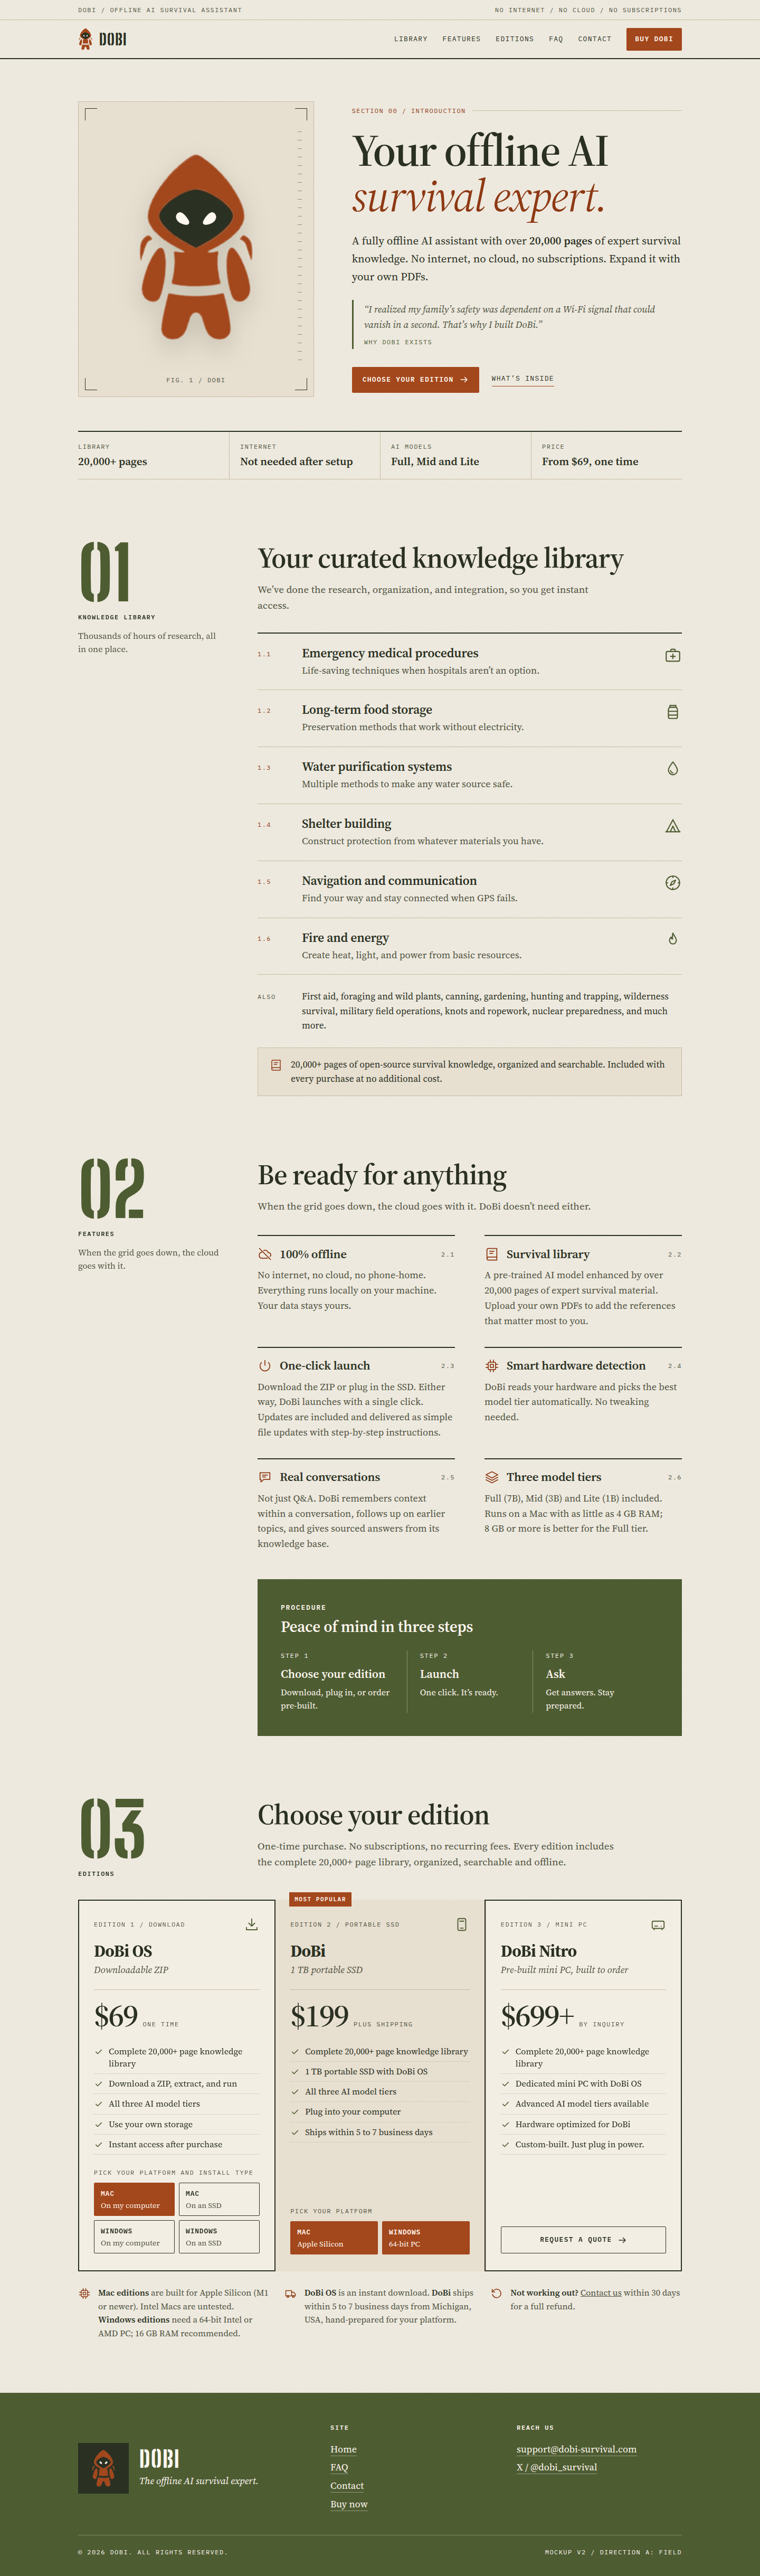 DOBI / OFFLINE AI SURVIVAL ASSISTANT
NO INTERNET / NO CLOUD / NO SUBSCRIPTIONS
DOBI
LIBRARY
FEATURES
EDITIONS
FAQ
CONTACT
BUY DOBI
FIG. 1 / DOBI
SECTION 00 / INTRODUCTION
Your offline AI
survival expert.
A fully offline AI assistant with over 20,000 pages of expert survival
knowledge. No internet, no cloud, no subscriptions. Expand it with
your own PDFs.
“I realized my family’s safety was dependent on a Wi-Fi signal that could
vanish in a second. That’s why I built DoBi.”
WHY DOBI EXISTS
CHOOSE YOUR EDITION →
WHAT’S INSIDE
LIBRARY
20,000+ pages
INTERNET
Not needed after setup
AI MODELS
Full, Mid and Lite
PRICE
From $69, one time
01
KNOWLEDGE LIBRARY
Thousands of hours of research, all
in one place.
Your curated knowledge library
We’ve done the research, organization, and integration, so you get instant
access.
1.1
Emergency medical procedures
Life-saving techniques when hospitals aren’t an option.
1.2
Long-term food storage
Preservation methods that work without electricity.
1.3
Water purification systems
Multiple methods to make any water source safe.
1.4
Shelter building
Construct protection from whatever materials you have.
1.5
Navigation and communication
Find your way and stay connected when GPS fails.
1.6
Fire and energy
Create heat, light, and power from basic resources.
ALSO
First aid, foraging and wild plants, canning, gardening, hunting and trapping, wilderness
survival, military field operations, knots and ropework, nuclear preparedness, and much
more.
20,000+ pages of open-source survival knowledge, organized and searchable. Included with
every purchase at no additional cost.
02
FEATURES
When the grid goes down, the cloud
goes with it.
Be ready for anything
When the grid goes down, the cloud goes with it. DoBi doesn’t need either.
100% offline
2.1
No internet, no cloud, no phone-home.
Everything runs locally on your machine.
Your data stays yours.
Survival library
2.2
A pre-trained AI model enhanced by over
20,000 pages of expert survival material.
Upload your own PDFs to add the references
that matter most to you.
One-click launch
2.3
Download the ZIP or plug in the SSD. Either
way, DoBi launches with a single click.
Updates are included and delivered as simple
file updates with step-by-step instructions.
Smart hardware detection
2.4
DoBi reads your hardware and picks the best
model tier automatically. No tweaking
needed.
Real conversations
2.5
Not just Q&A. DoBi remembers context
within a conversation, follows up on earlier
topics, and gives sourced answers from its
knowledge base.
Three model tiers
2.6
Full (7B), Mid (3B) and Lite (1B) included.
Runs on a Mac with as little as 4 GB RAM;
8 GB or more is better for the Full tier.
PROCEDURE
Peace of mind in three steps
STEP 1
Choose your edition
Download, plug in, or order
pre-built.
STEP 2
Launch
One click. It’s ready.
STEP 3
Ask
Get answers. Stay
prepared.
03
EDITIONS
Choose your edition
One-time purchase. No subscriptions, no recurring fees. Every edition includes
the complete 20,000+ page library, organized, searchable and offline.
EDITION 1 / DOWNLOAD
DoBi OS
Downloadable ZIP
$69 ONE TIME
Complete 20,000+ page knowledge
library
Download a ZIP, extract, and run
All three AI model tiers
Use your own storage
Instant access after purchase
PICK YOUR PLATFORM AND INSTALL TYPE
MAC
On my computer
MAC
On an SSD
WINDOWS
On my computer
WINDOWS
On an SSD
MOST POPULAR
EDITION 2 / PORTABLE SSD
DoBi
1 TB portable SSD
$199 PLUS SHIPPING
Complete 20,000+ page knowledge library
1 TB portable SSD with DoBi OS
All three AI model tiers
Plug into your computer
Ships within 5 to 7 business days
PICK YOUR PLATFORM
MAC
Apple Silicon
WINDOWS
64-bit PC
EDITION 3 / MINI PC
DoBi Nitro
Pre-built mini PC, built to order
$699+ BY INQUIRY
Complete 20,000+ page knowledge
library
Dedicated mini PC with DoBi OS
Advanced AI model tiers available
Hardware optimized for DoBi
Custom-built. Just plug in power.
REQUEST A QUOTE →
Mac editions are built for Apple Silicon (M1
or newer). Intel Macs are untested.
Windows editions need a 64-bit Intel or
AMD PC; 16 GB RAM recommended.
DoBi OS is an instant download. DoBi ships
within 5 to 7 business days from Michigan,
USA, hand-prepared for your platform.
Not working out? Contact us within 30 days
for a full refund.
DOBI
The offline AI survival expert.
SITE
Home
FAQ
Contact
Buy now
REACH US
support@dobi-survival.com
X / @dobi_survival
© 2026 DOBI. ALL RIGHTS RESERVED.
MOCKUP V2 / DIRECTION A: FIELD